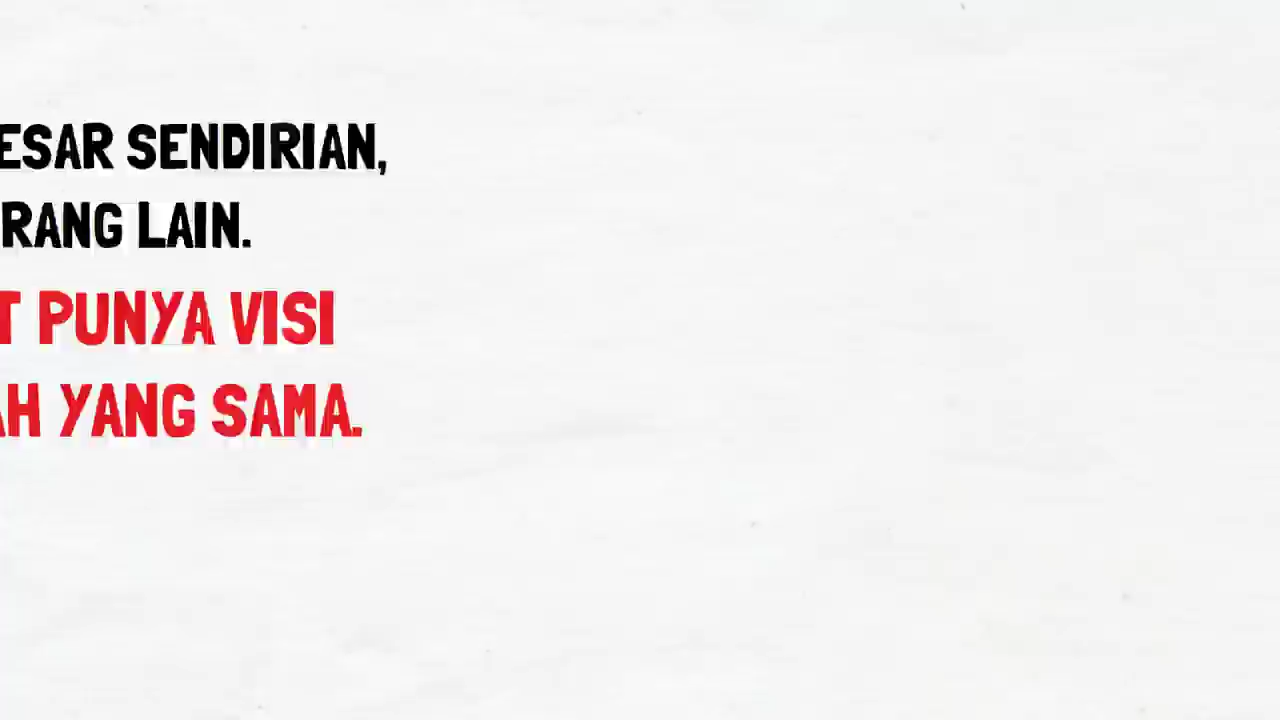 ESAR SENDIRIAN,
RANG LAIN.
T PUNYA VISI
AH YANG SAMA.